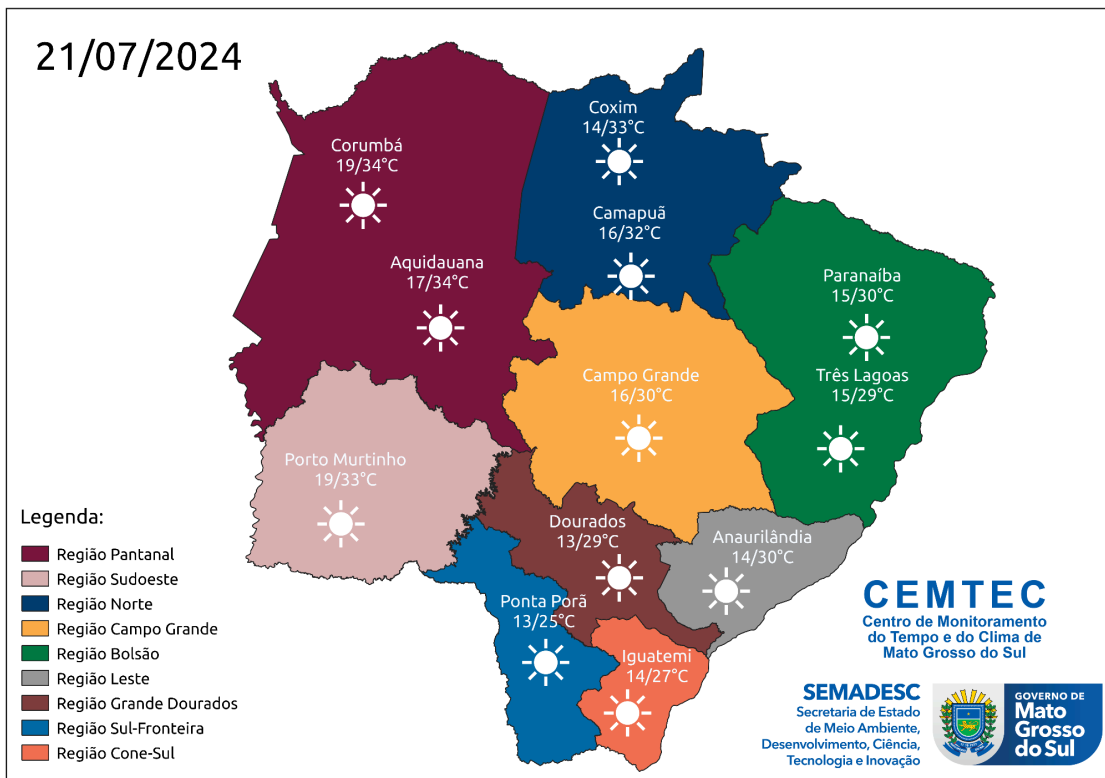 21/07/2024
Coxim
14/33°C
Corumbá
19/34°C
Camapuã
16/32°C
Aquidauana
17/34°C
Paranaíba
15/30°C
Campo Grande
16/30°C
Três Lagoas
15/29°C
Porto Murtinho
19/33°C
Dourados
13/29°C
Anaurilândia
14/30°C
Ponta Porã
13/25°C
Iguatemi
14/27°C
Legenda:
Região Pantanal
Região Sudoeste
Região Norte
Região Campo Grande
Região Bolsão
Região Leste
Região Grande Dourados
Região Sul-Fronteira
Região Cone-Sul
CEMTEC
Centro de Monitoramento
do Tempo e do Clima de
Mato Grosso do Sul
SEMADESC
Secretaria de Estado
de Meio Ambiente,
Desenvolvimento, Ciência,
Tecnologia e Inovação
GOVERNO DE
Mato
Grosso
do Sul